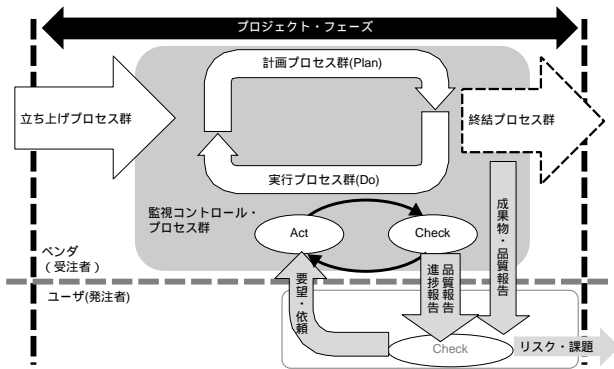 プロジェクト・フェーズ
計画プロセス群(Plan)
立ち上げプロセス群
終結プロセス群
実行プロセス群(Do)
監視コントロール・
プロセス群
Act
Check
成果物・品質報告
ベンダ
(受注者)
ユーザ(発注者)
要望・依頼
品質報告
進捗報告
Check
リスク・課題